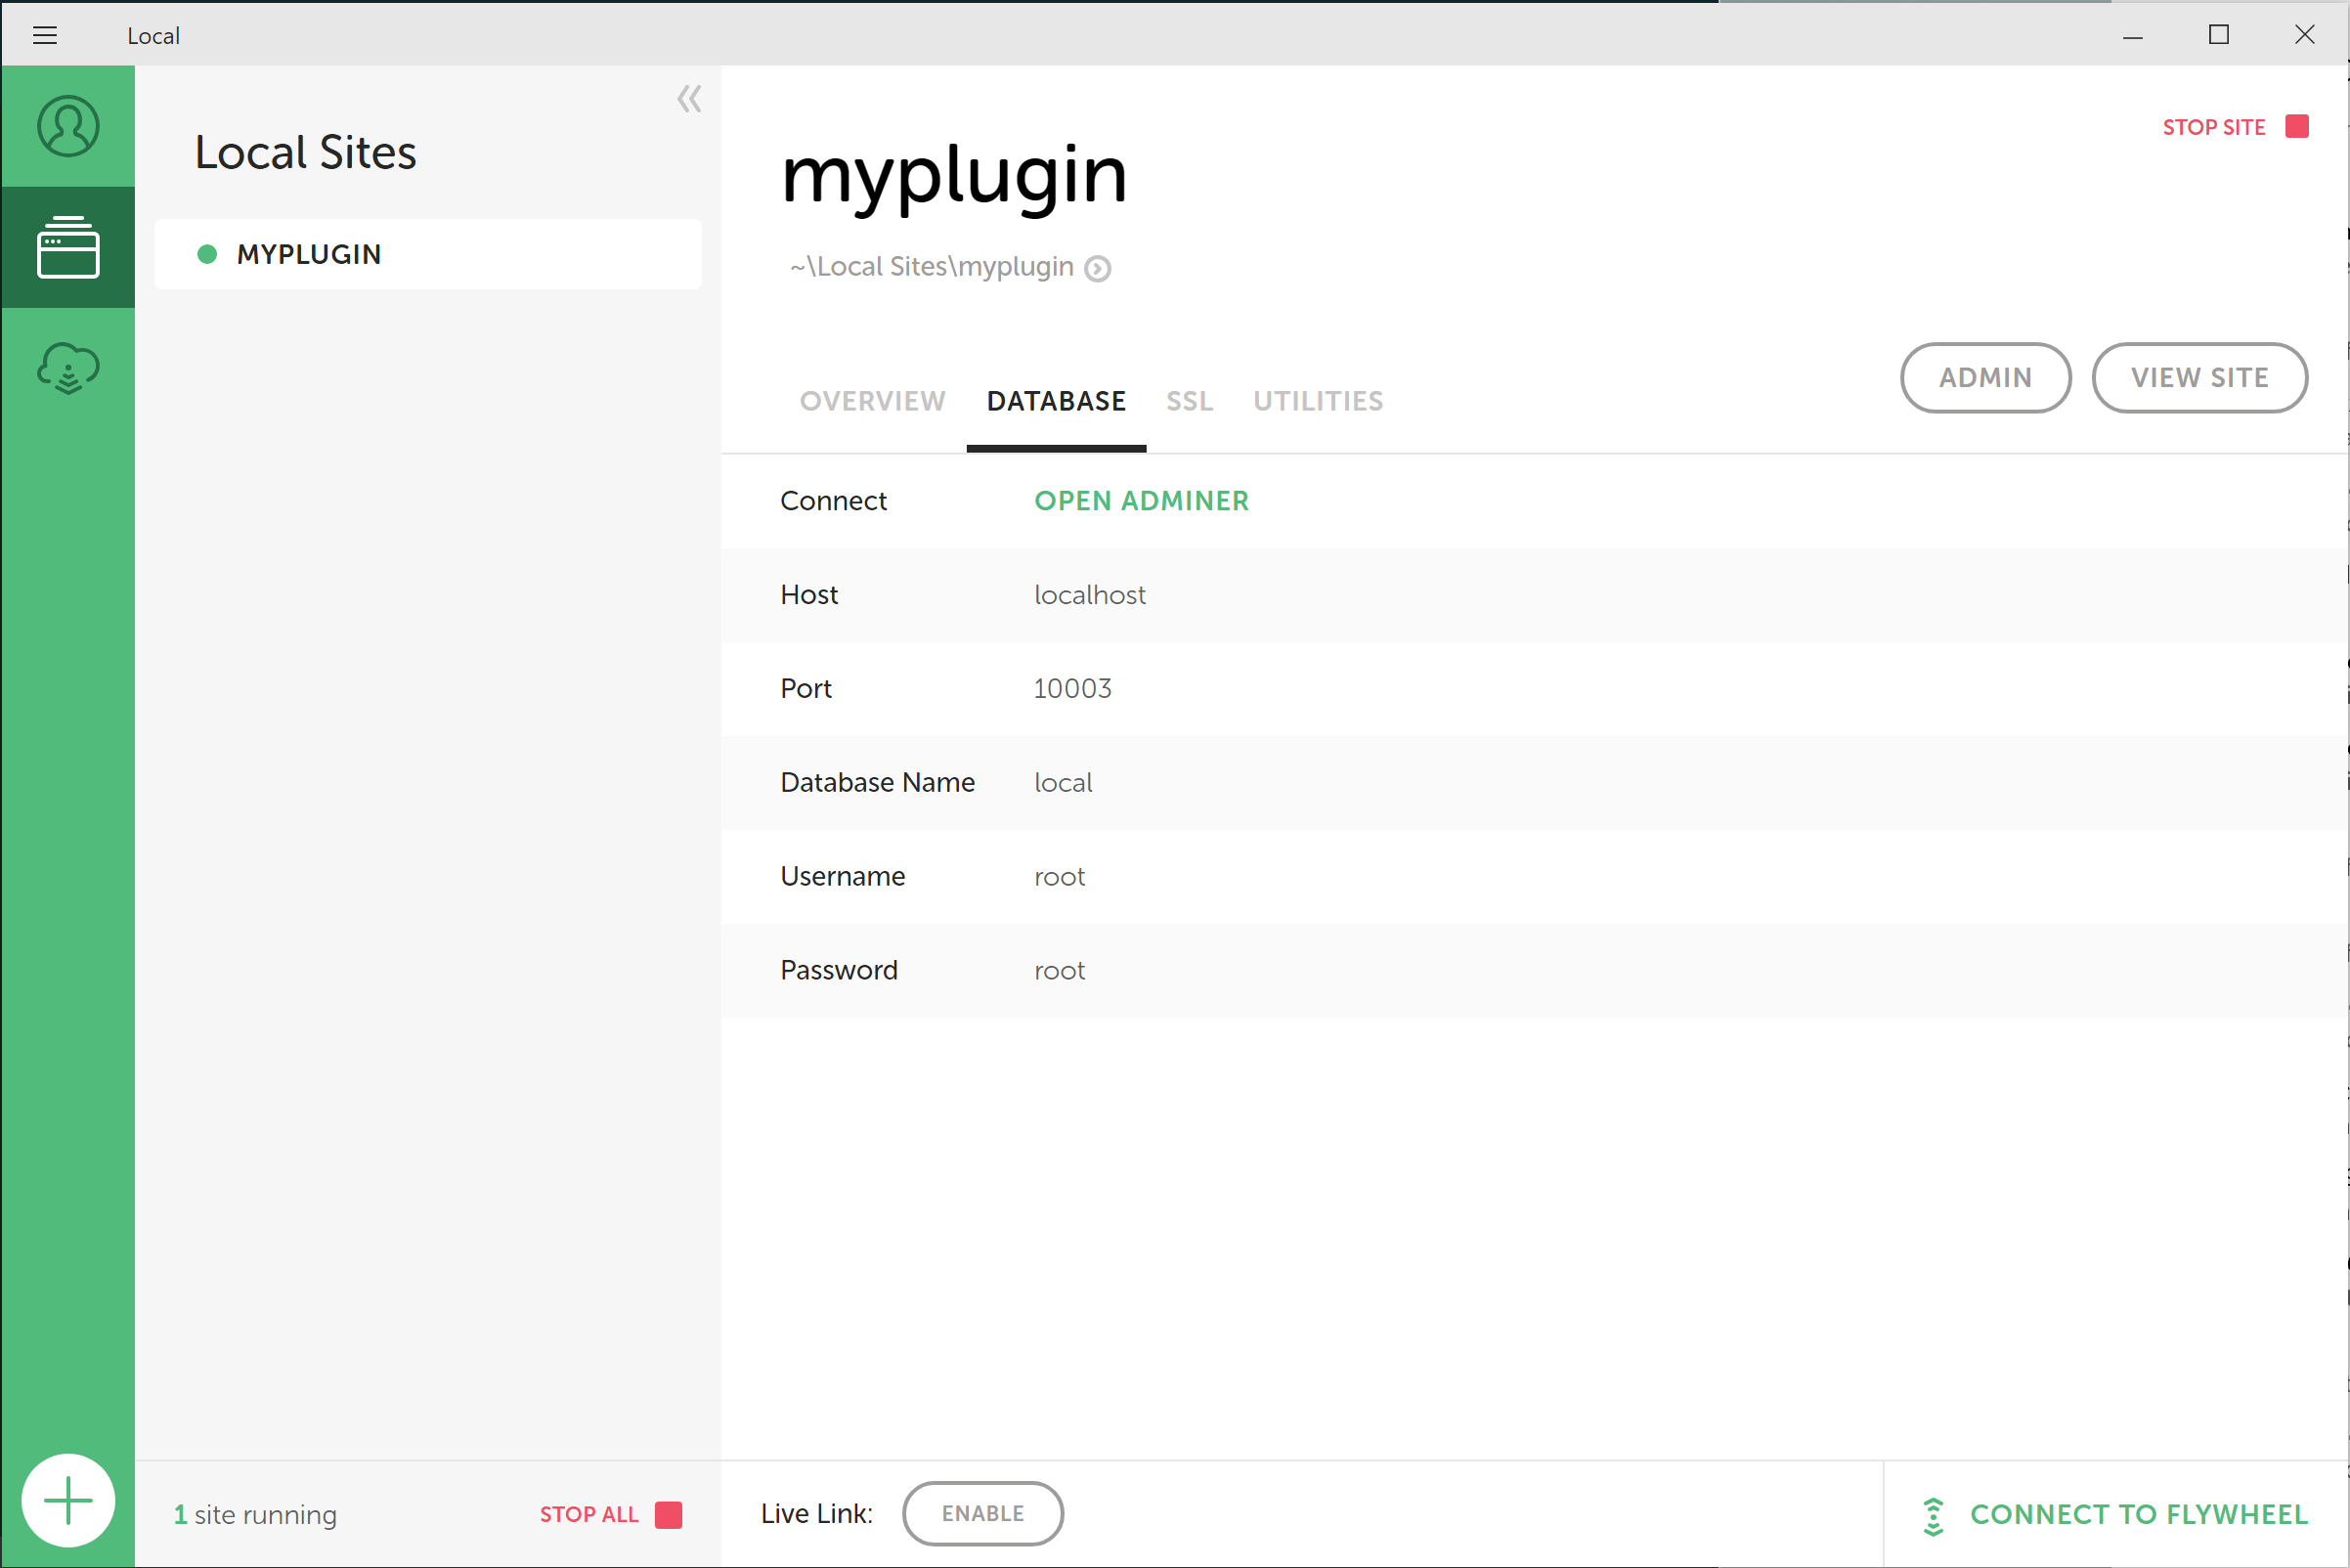 Local
Local Sites
MYPLUGIN
1 site running
STOP ALL
STOP SITE
myplugin
~\Local Sites\myplugin
OVERVIEW DATABASE SSL UTILITIES
ADMIN VIEW SITE
Connect OPEN ADMINER
Host localhost
Port 10003
Database Name local
Username root
Password root
Live Link: ENABLE
CONNECT TO FLYWHEEL